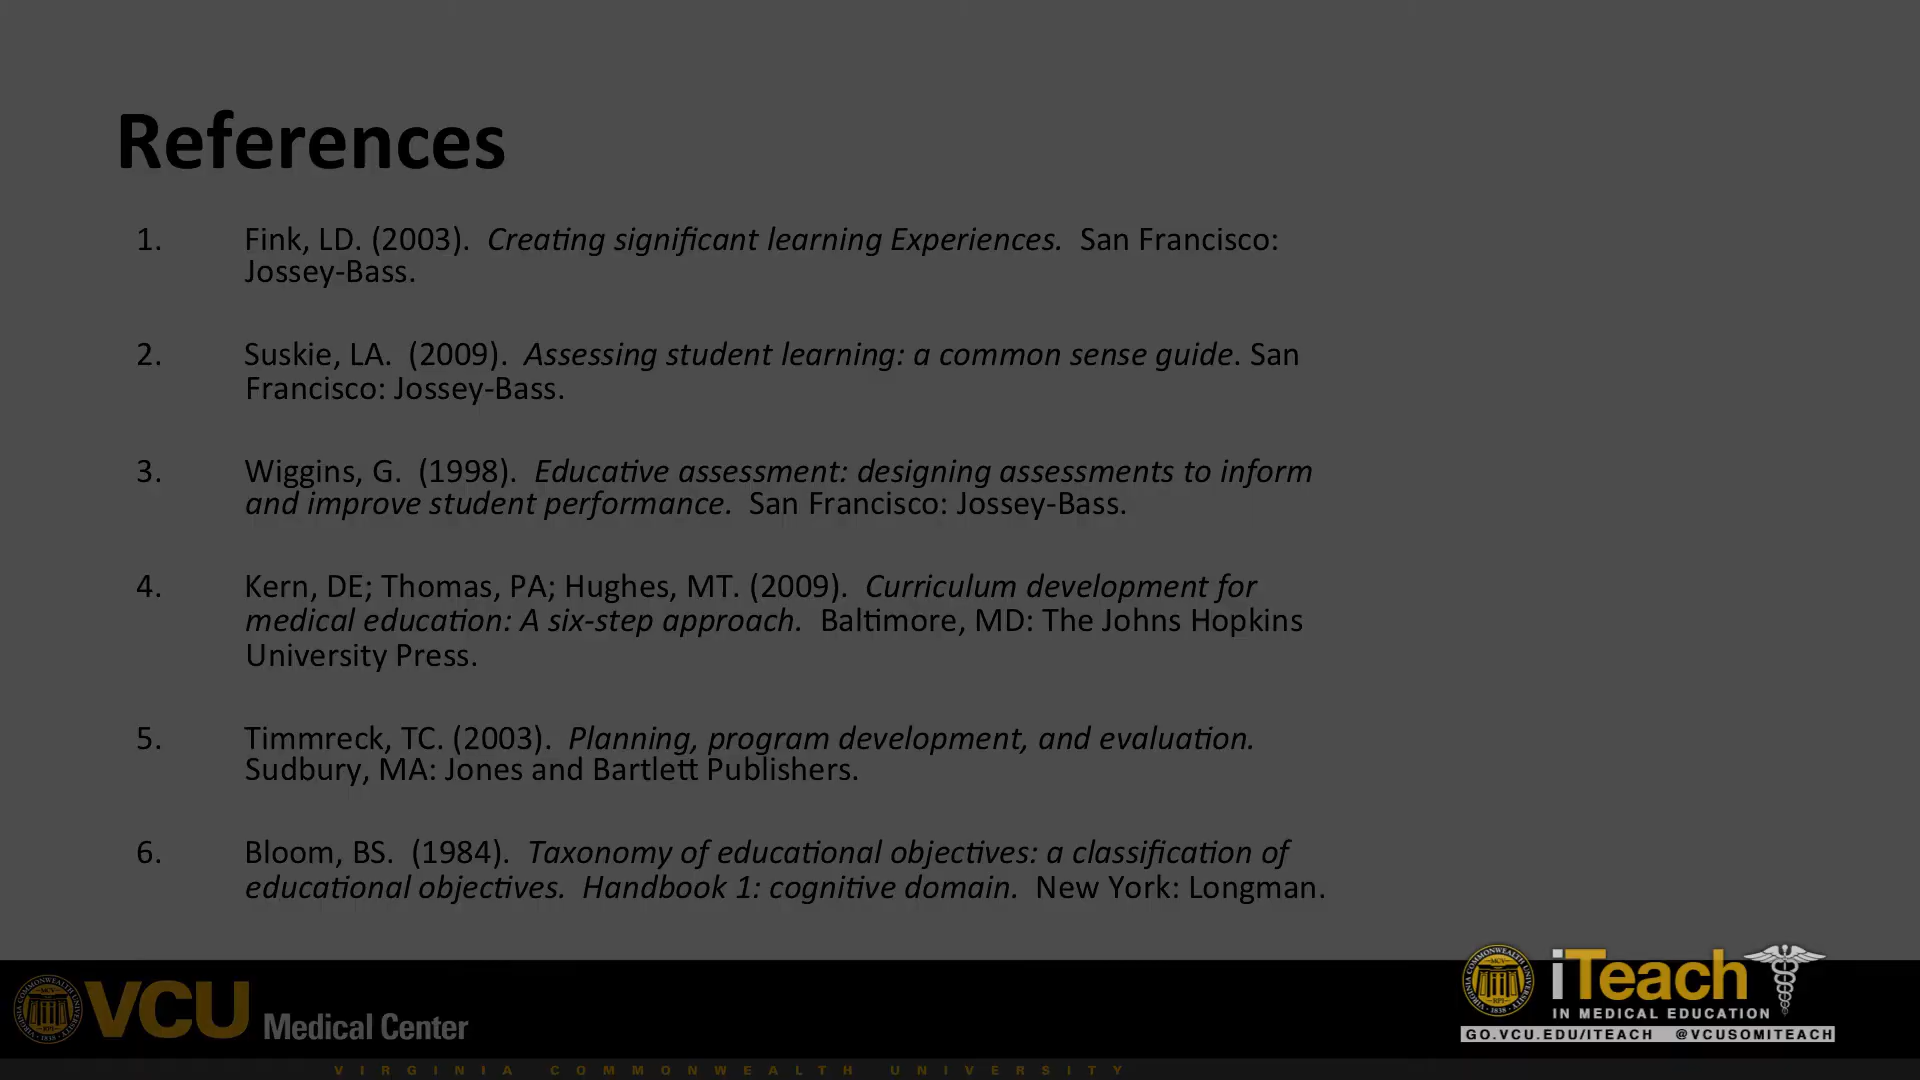 References
1. Fink, LD. (2003). Creating significant learning Experiences. San Francisco:
Jossey-Bass.
2. Suskie, LA. (2009). Assessing student learning: a common sense guide. San
Francisco: Jossey-Bass.
3. Wiggins, G. (1998). Educative assessment: designing assessments to inform
and improve student performance. San Francisco: Jossey-Bass.
4. Kern, DE; Thomas, PA; Hughes, MT. (2009). Curriculum development for
medical education: A six-step approach. Baltimore, MD: The Johns Hopkins
University Press.
5. Timmreck, TC. (2003). Planning, program development, and evaluation.
Sudbury, MA: Jones and Bartlett Publishers.
6. Bloom, BS. (1984). Taxonomy of educational objectives: a classification of
educational objectives. Handbook 1: cognitive domain. New York: Longman.
VCU Medical Center
iTeach
IN MEDICAL EDUCATION
GO.VCU.EDU/ITEACH @VCUSOMITEACH
VIRGINIA COMMONWEALTH UNIVERSITY